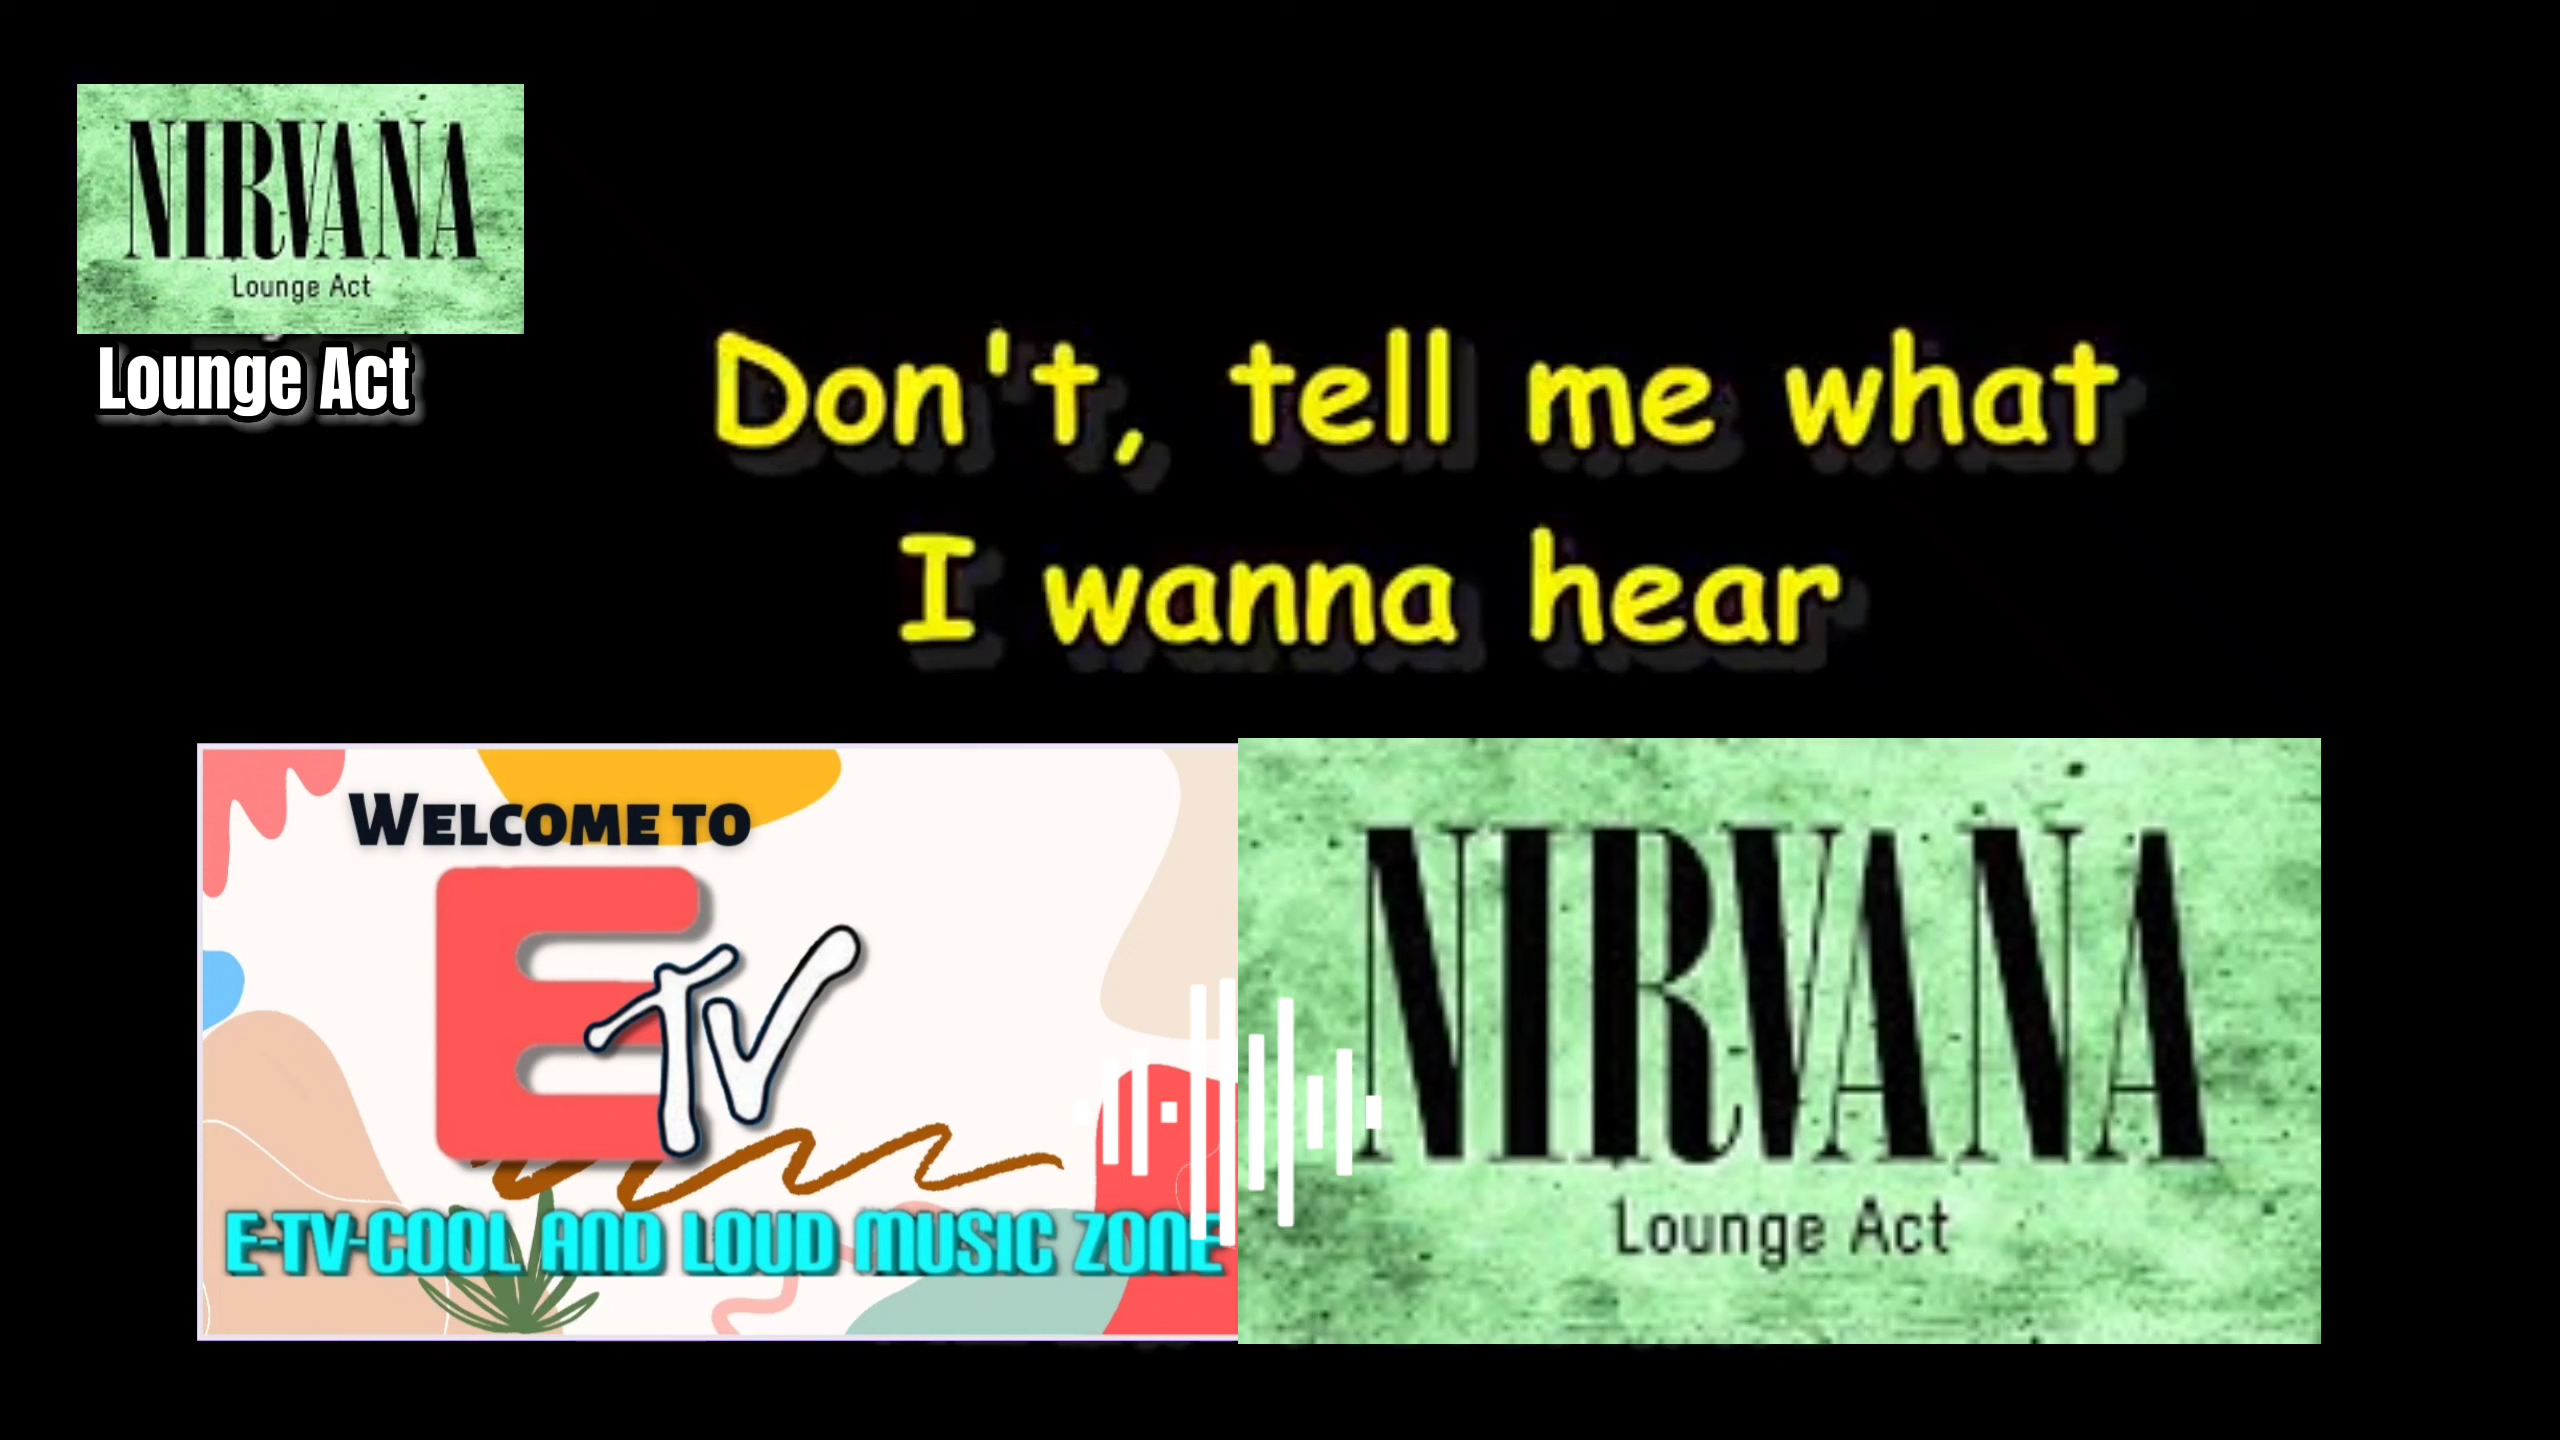 NIRVANA
Lounge Act
Lounge Act
Don't, tell me what
I wanna hear
WELCOME TO
ETV
E-TV-COOL AND LOUD MUSIC ZONE
NIRVANA
Lounge Act